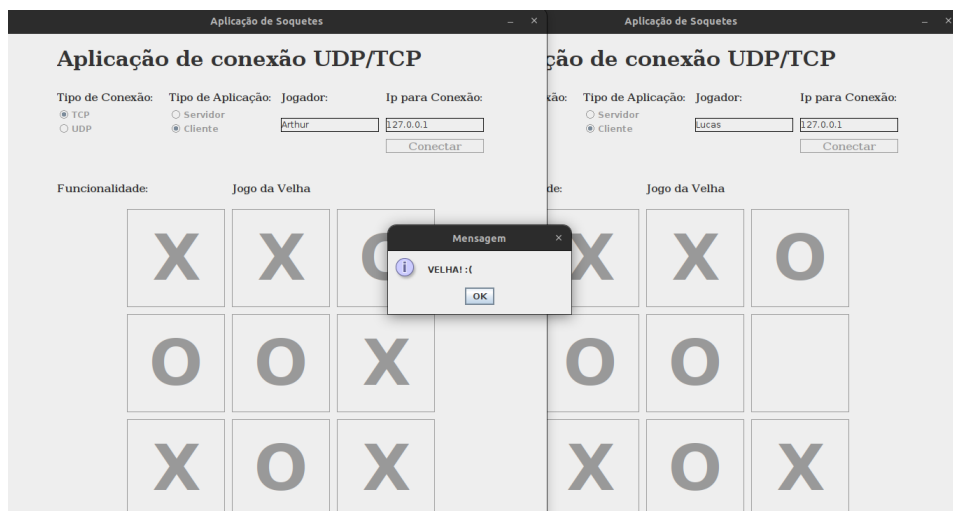 Aplicação de Soquetes
Aplicação de conexão UDP/TCP
Tipo de Conexão: Tipo de Aplicação: Jogador: Ip para Conexão:
TCP Servidor
UDP Cliente Arthur 127.0.0.1
Conectar
Funcionalidade: Jogo da Velha
X X O
O O X
X O X
Mensagem
VELHA! :(
OK
Aplicação de Soquetes
ção de conexão UDP/TCP
xão: Tipo de Aplicação: Jogador: Ip para Conexão:
Servidor
Cliente Lucas 127.0.0.1
Conectar
de: Jogo da Velha
X X O
O O
X O X